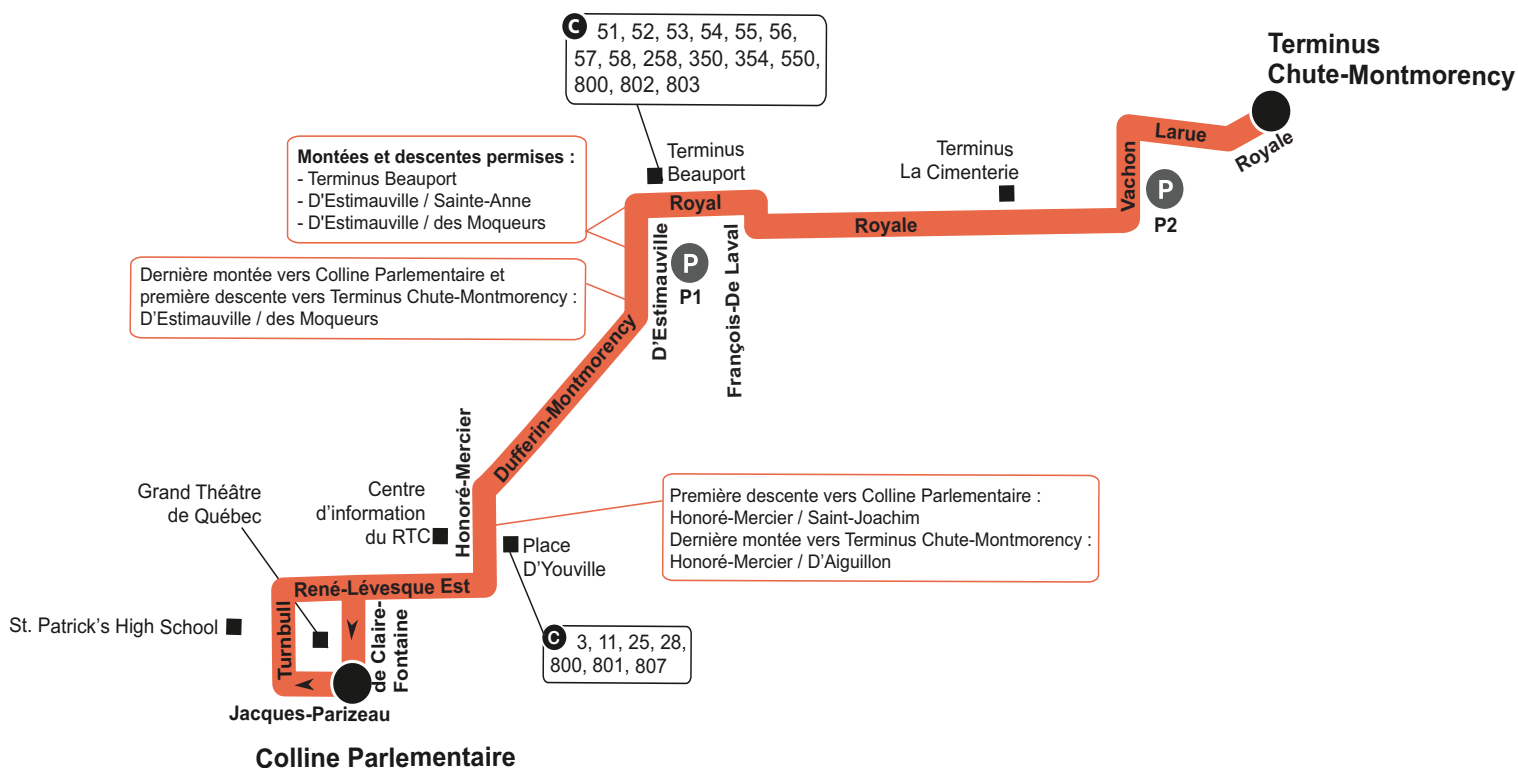 C 51, 52, 53, 54, 55, 56,
57, 58, 258, 350, 354, 550,
800, 802, 803
Terminus
Chute-Montmorency
Larue
Royale
Vachon
P
P2
Terminus
La Cimenterie
Terminus
Beauport
Montées et descentes permises :
- Terminus Beauport
- D'Estimauville / Sainte-Anne
- D'Estimauville / des Moqueurs
Royal
Royale
D'Estimauville
P
P1
François-De Laval
Dernière montée vers Colline Parlementaire et
première descente vers Terminus Chute-Montmorency :
D'Estimauville / des Moqueurs
Dufferin-Montmorency
Honoré-Mercier
Grand Théâtre
de Québec
Centre
d'information
du RTC
Place
D'Youville
Première descente vers Colline Parlementaire :
Honoré-Mercier / Saint-Joachim
Dernière montée vers Terminus Chute-Montmorency :
Honoré-Mercier / D'Aiguillon
René-Lévesque Est
St. Patrick's High School
Turnbull
de Claire-
Fontaine
C 3, 11, 25, 28,
800, 801, 807
Jacques-Parizeau
Colline Parlementaire